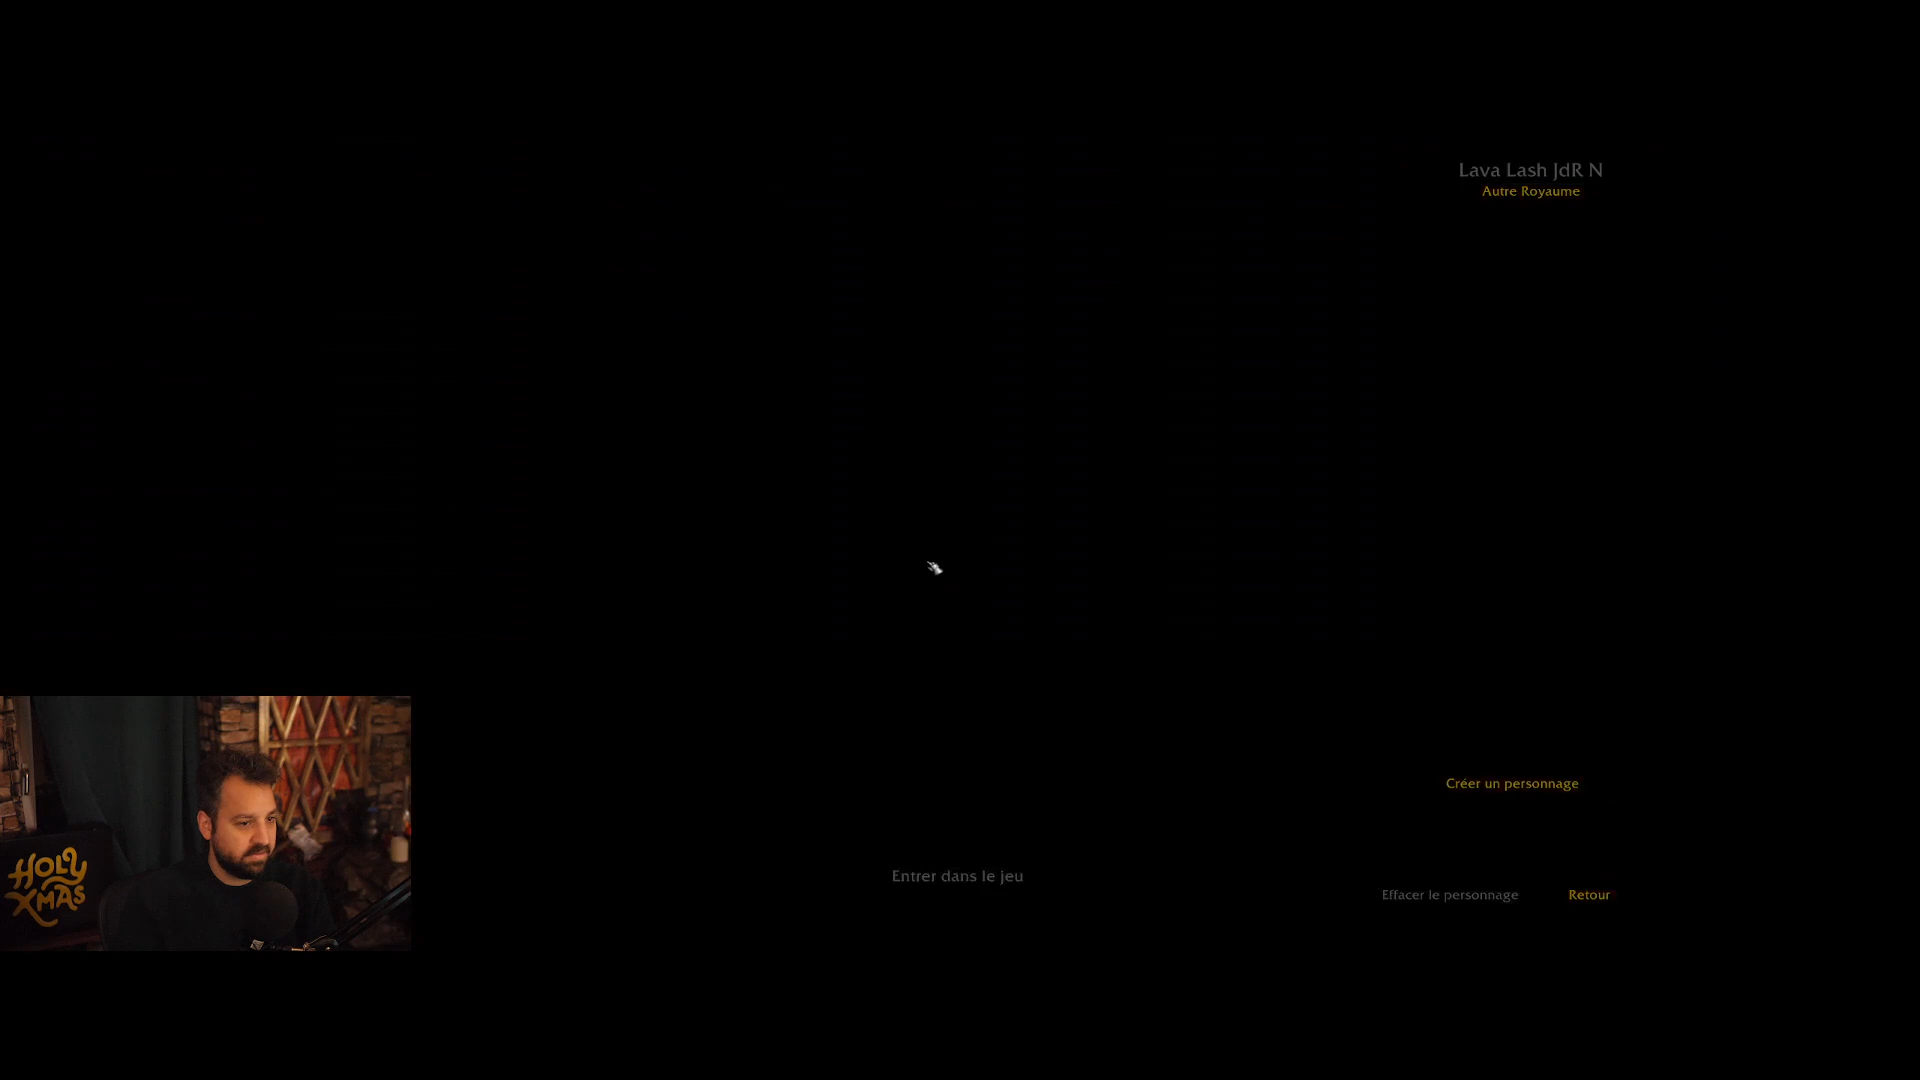 Lava Lash JdR N
Autre Royaume
Créer un personnage
HOLY
XMAS
Entrer dans le jeu
Effacer le personnage
Retour